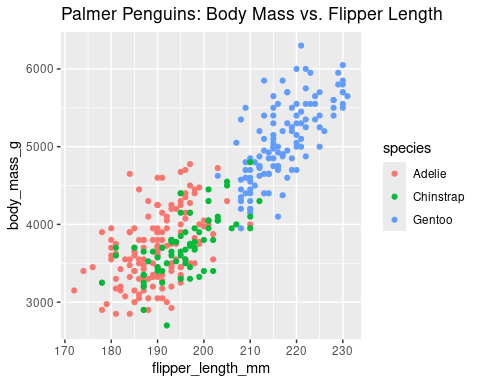 Palmer Penguins: Body Mass vs. Flipper Length
6000
5000
4000
3000
body_mass_g
170 180 190 200 210 220 230
flipper_length_mm
species
Adelie
Chinstrap
Gentoo